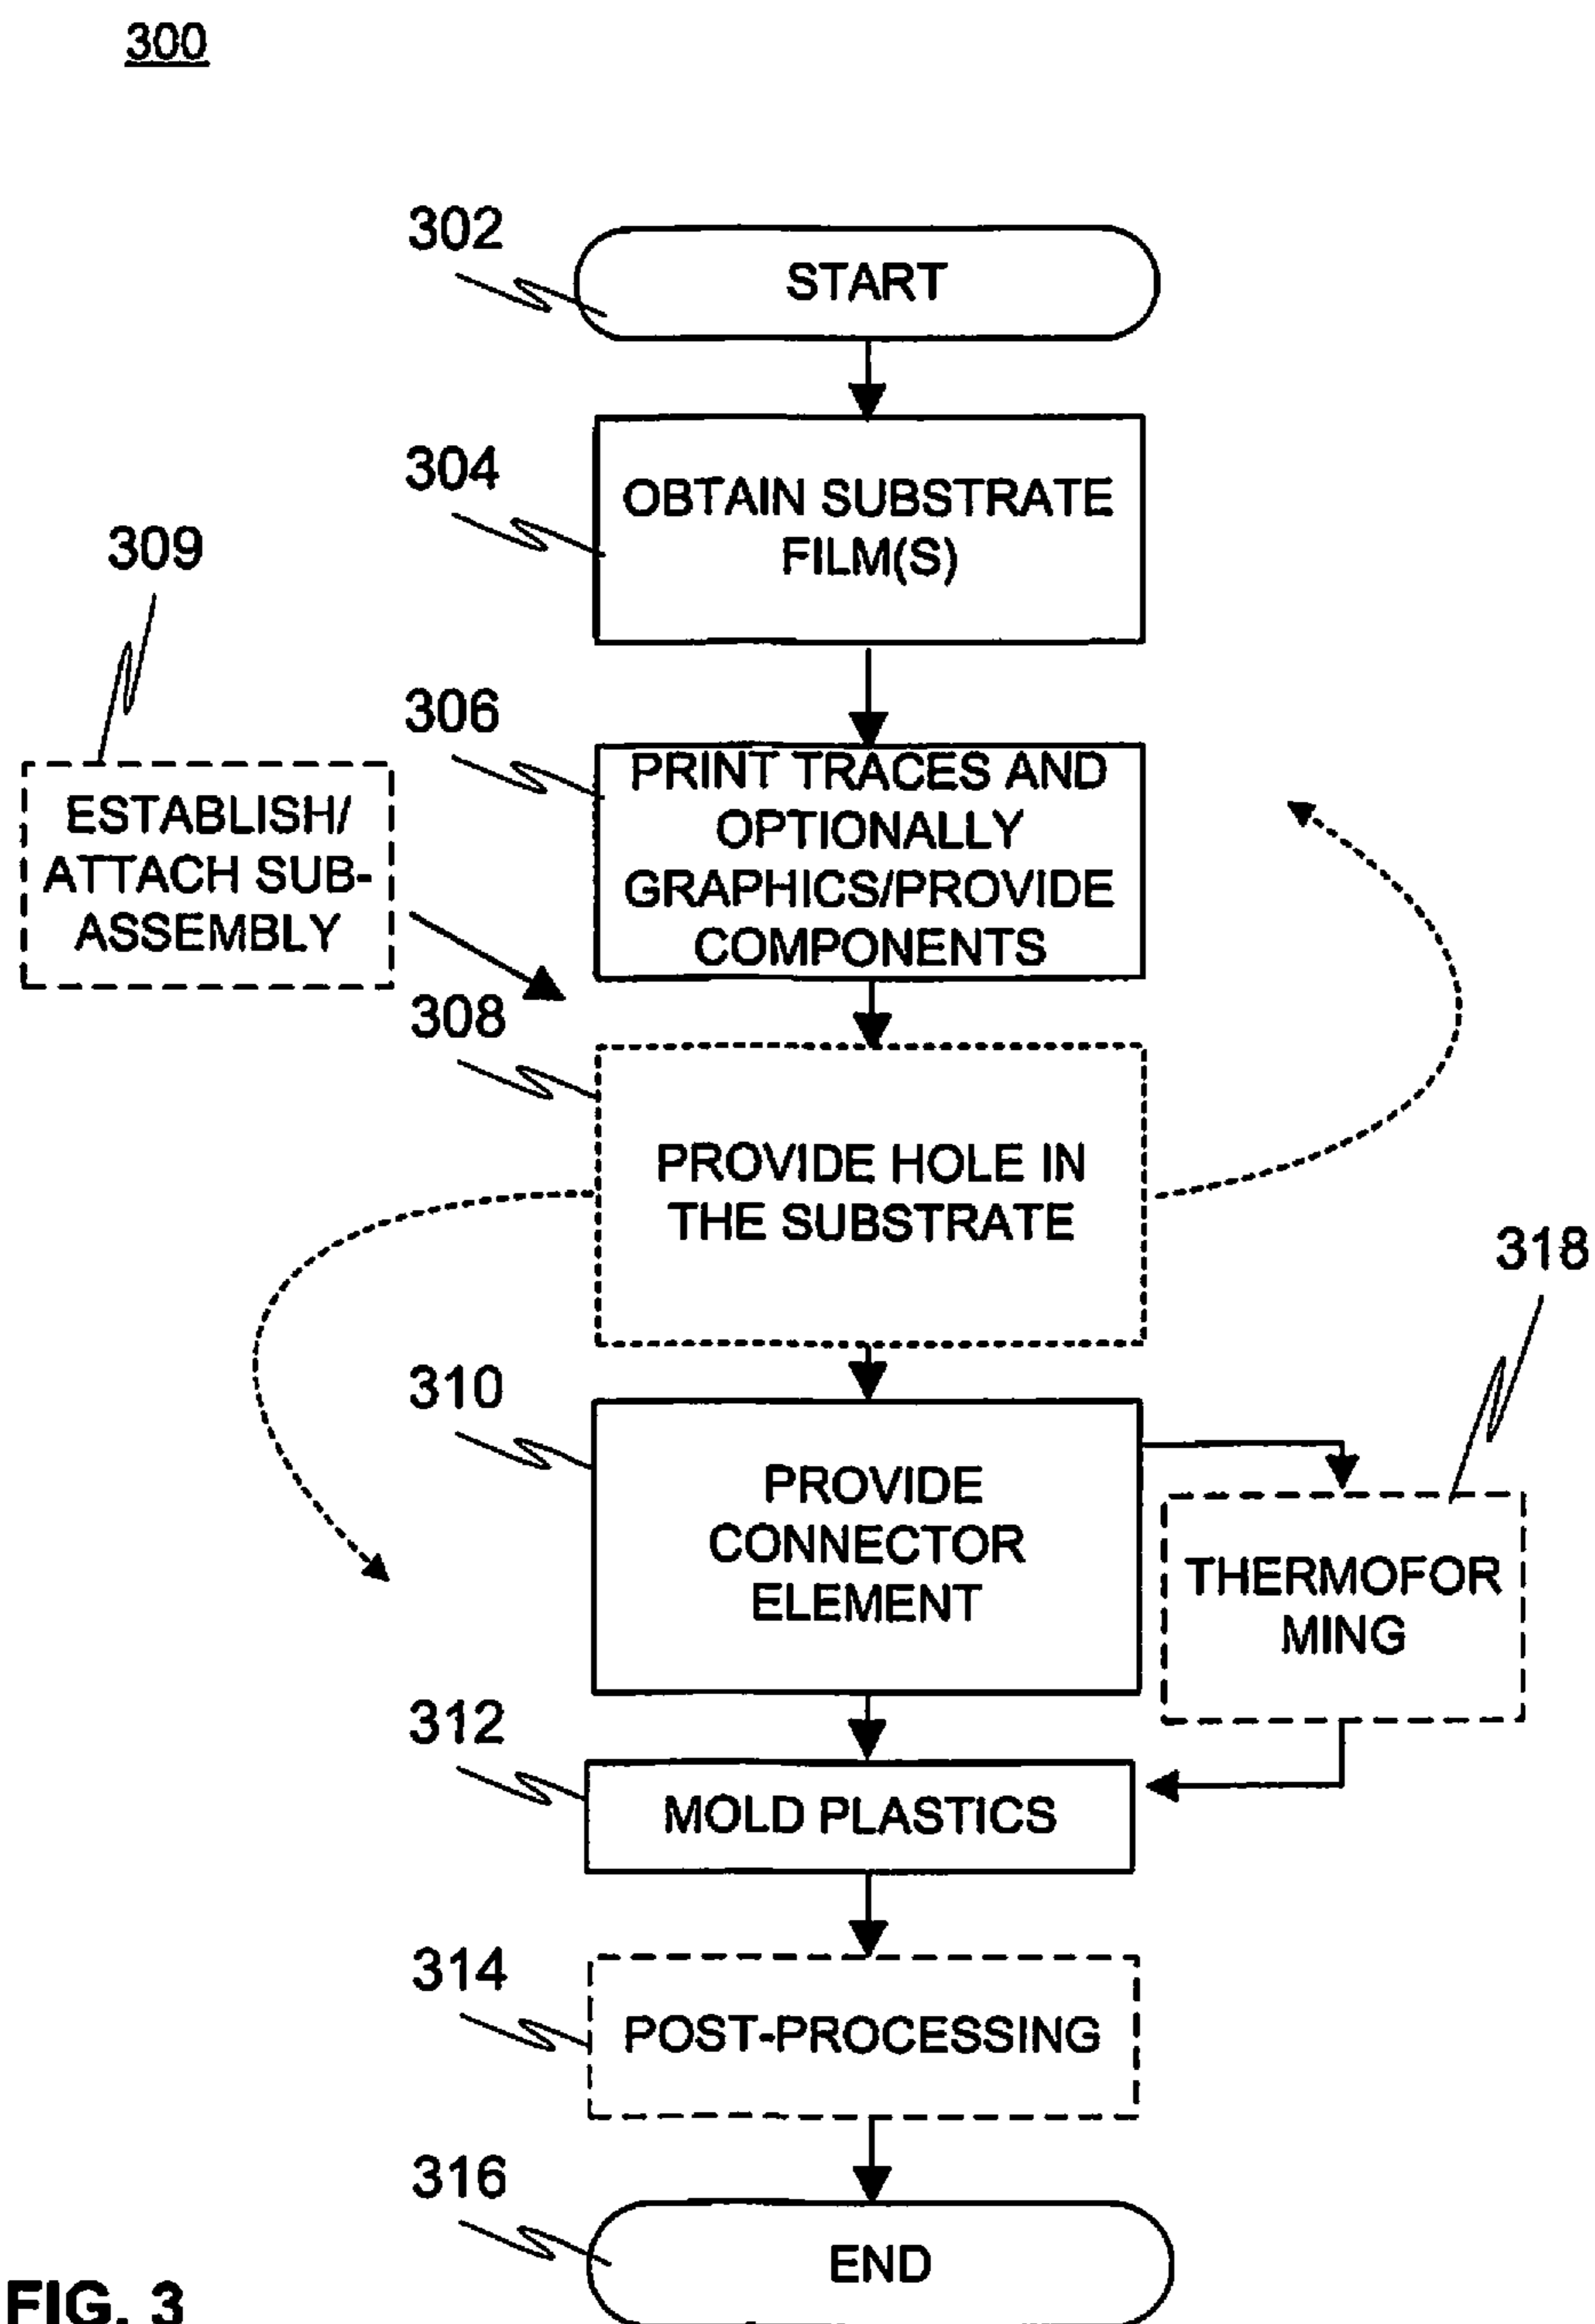 300
302
START
304
OBTAIN SUBSTRATE
FILM(S)
309
306
PRINT TRACES AND
OPTIONALLY
GRAPHICS/PROVIDE
COMPONENTS
ESTABLISH/
ATTACH SUB-
ASSEMBLY
308
PROVIDE HOLE IN
THE SUBSTRATE
318
310
PROVIDE
CONNECTOR
ELEMENT
THERMOFOR
MING
312
MOLD PLASTICS
314
POST-PROCESSING
316
END
FIG. 3